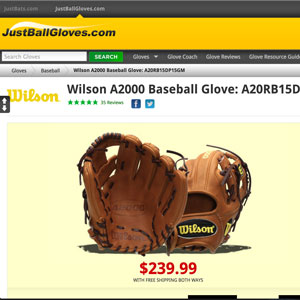 JustBats.com JustBallGloves.com
JustBallGloves.com
Search Gloves SEARCH Gloves Glove Coach Glove Reviews Glove Resource Guide
Gloves Baseball Wilson A2000 Baseball Glove: A20RB15DP15GM
Wilson Wilson A2000 Baseball Glove: A20RB15D
35 Reviews
Wilson
$239.99
WITH FREE SHIPPING BOTH WAYS